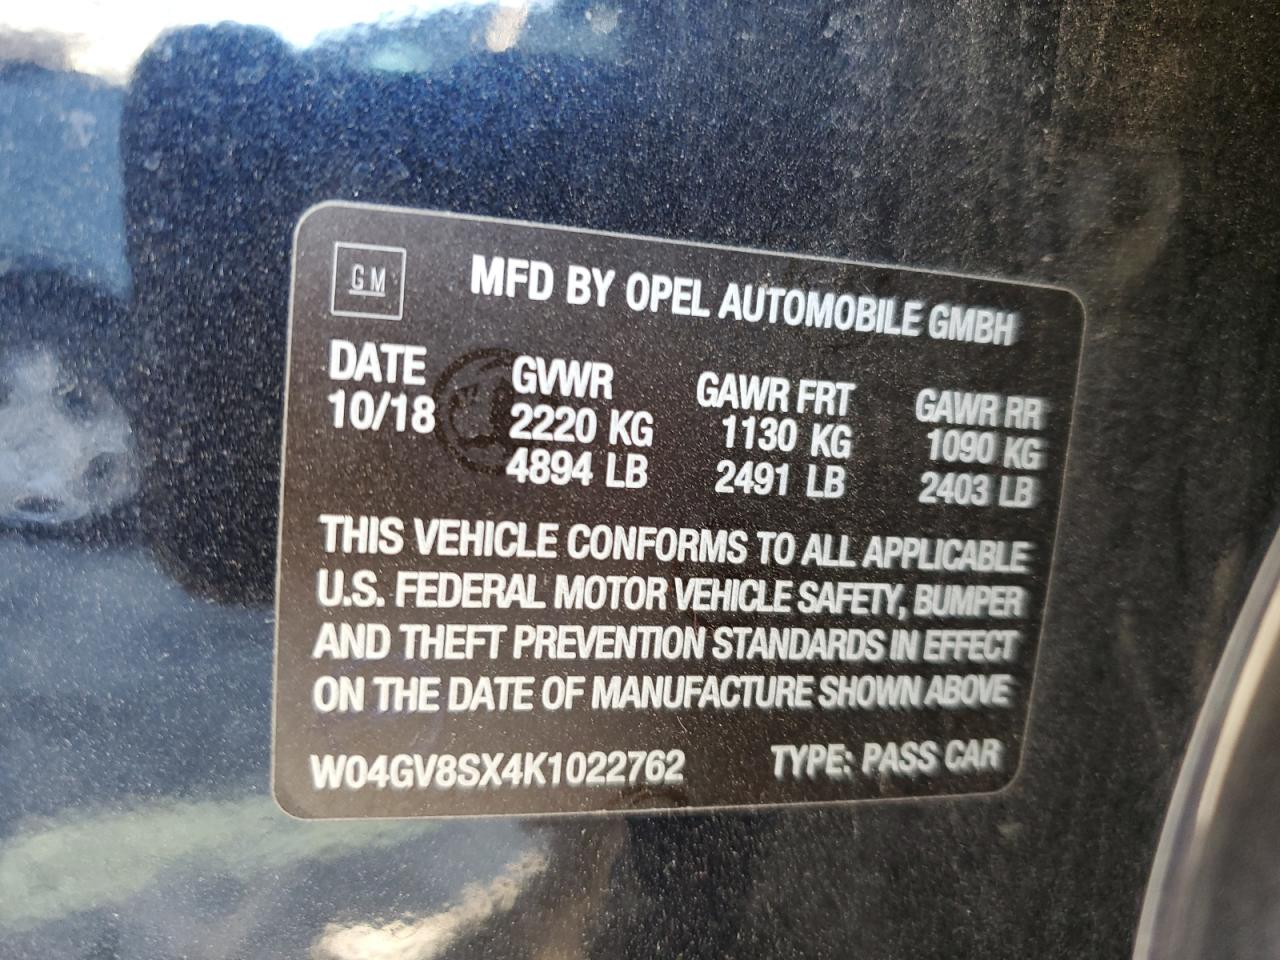 GM
MFD BY OPEL AUTOMOBILE GMBH
DATE GVWR GAWR FRT GAWR RR
10/18 2220 KG 1130 KG 1090 KG
4894 LB 2491 LB 2403 LB
THIS VEHICLE CONFORMS TO ALL APPLICABLE
U.S. FEDERAL MOTOR VEHICLE SAFETY, BUMPER
AND THEFT PREVENTION STANDARDS IN EFFECT
ON THE DATE OF MANUFACTURE SHOWN ABOVE
W04GV8SX4K1022762 TYPE: PASS CAR